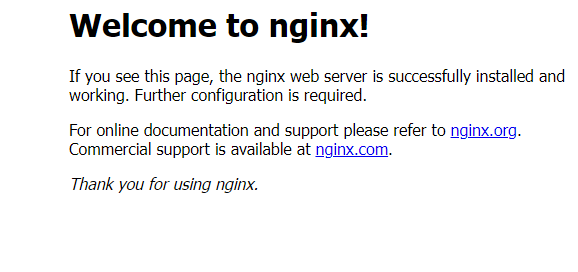 Welcome to nginx!
If you see this page, the nginx web server is successfully installed and
working. Further configuration is required.
For online documentation and support please refer to nginx.org.
Commercial support is available at nginx.com.
Thank you for using nginx.